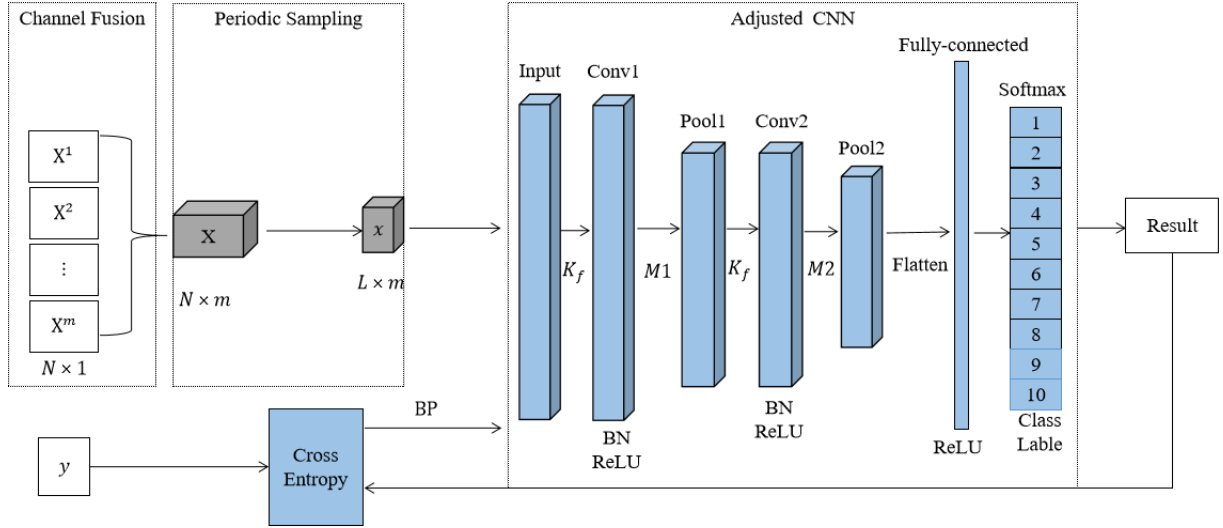 Channel Fusion
Periodic Sampling
Adjusted CNN
X¹
X²
⋮
Xᵐ
N × 1
X
N × m
x
L × m
Input
K_f
Conv1
BN
ReLU
M1
Pool1
K_f
Conv2
BN
ReLU
M2
Pool2
Flatten
Fully-connected
ReLU
Softmax
1
2
3
4
5
6
7
8
9
10
Class
Lable
Result
y
Cross
Entropy
BP